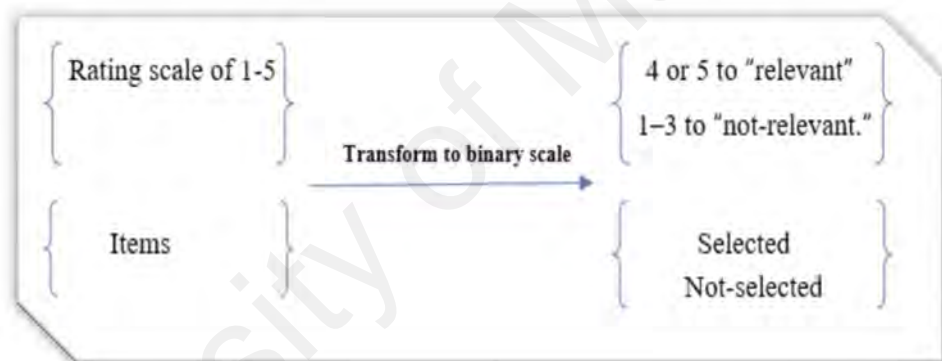 Rating scale of 1-5
4 or 5 to "relevant"
1–3 to "not-relevant."
Transform to binary scale
Items
Selected
Not-selected